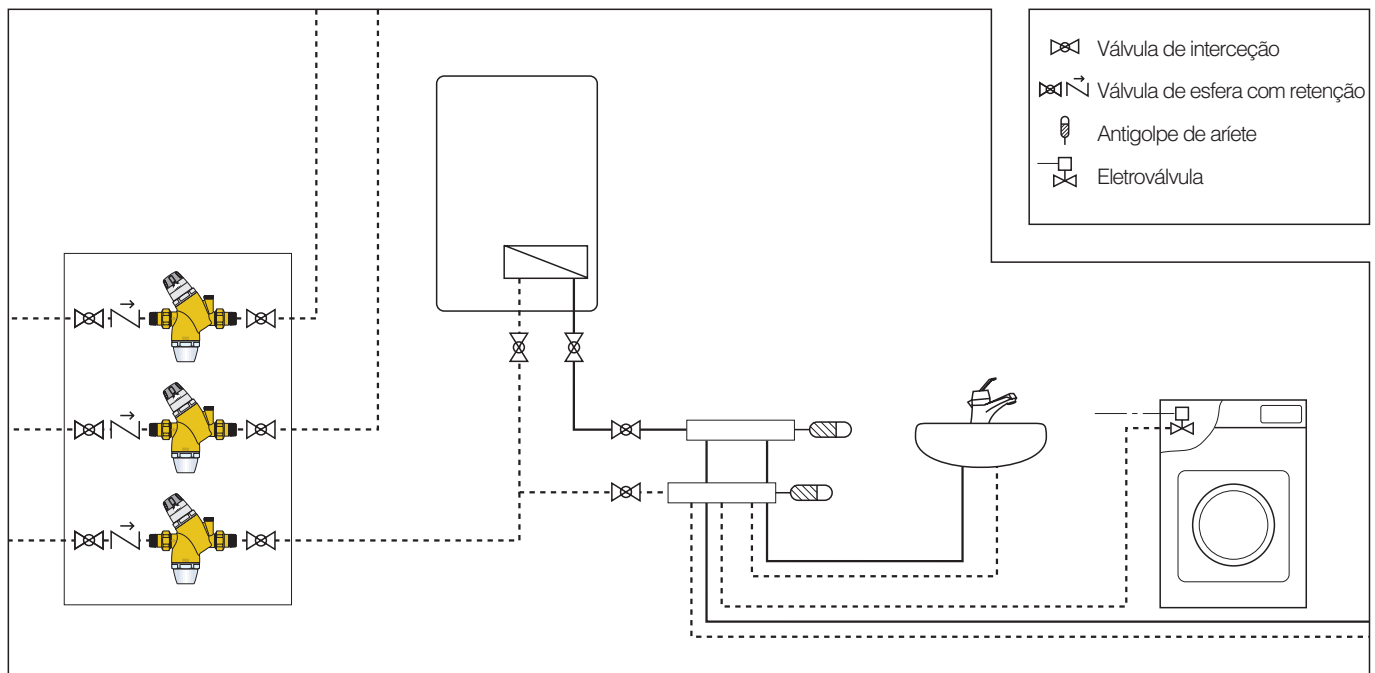 Válvula de interceção
Válvula de esfera com retenção
Antigolpe de aríete
Eletroválvula